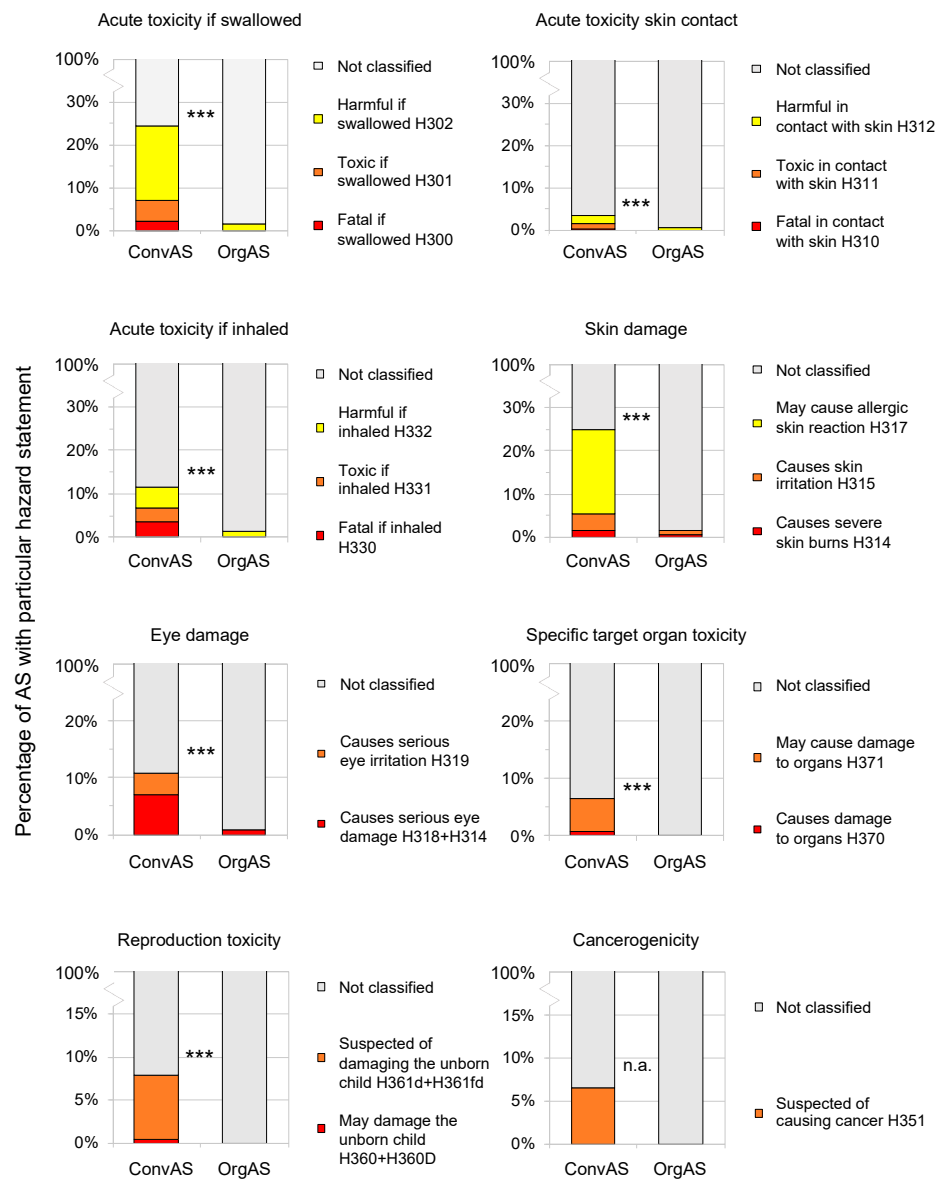 Percentage of AS with particular hazard statement
Acute toxicity if swallowed
100%
30%
20%
10%
0%
***
ConvAS
OrgAS
Not classified
Harmful if
swallowed H302
Toxic if
swallowed H301
Fatal if
swallowed H300
Acute toxicity skin contact
100%
30%
20%
10%
0%
***
ConvAS
OrgAS
Not classified
Harmful in
contact with skin H312
Toxic in contact
with skin H311
Fatal in contact
with skin H310
Acute toxicity if inhaled
100%
30%
20%
10%
0%
***
ConvAS
OrgAS
Not classified
Harmful if
inhaled H332
Toxic if
inhaled H331
Fatal if inhaled
H330
Skin damage
100%
30%
20%
10%
0%
***
ConvAS
OrgAS
Not classified
May cause allergic
skin reaction H317
Causes skin
irritation H315
Causes severe
skin burns H314
Eye damage
100%
20%
10%
0%
***
ConvAS
OrgAS
Not classified
Causes serious
eye irritation H319
Causes serious eye
damage H318+H314
Specific target organ toxicity
100%
20%
10%
0%
***
ConvAS
OrgAS
Not classified
May cause damage
to organs H371
Causes damage
to organs H370
Reproduction toxicity
100%
15%
10%
5%
0%
***
ConvAS
OrgAS
Not classified
Suspected of
damaging the unborn
child H361d+H361fd
May damage the
unborn child
H360+H360D
Cancerogenicity
100%
15%
10%
5%
0%
n.a.
ConvAS
OrgAS
Not classified
Suspected of
causing cancer H351